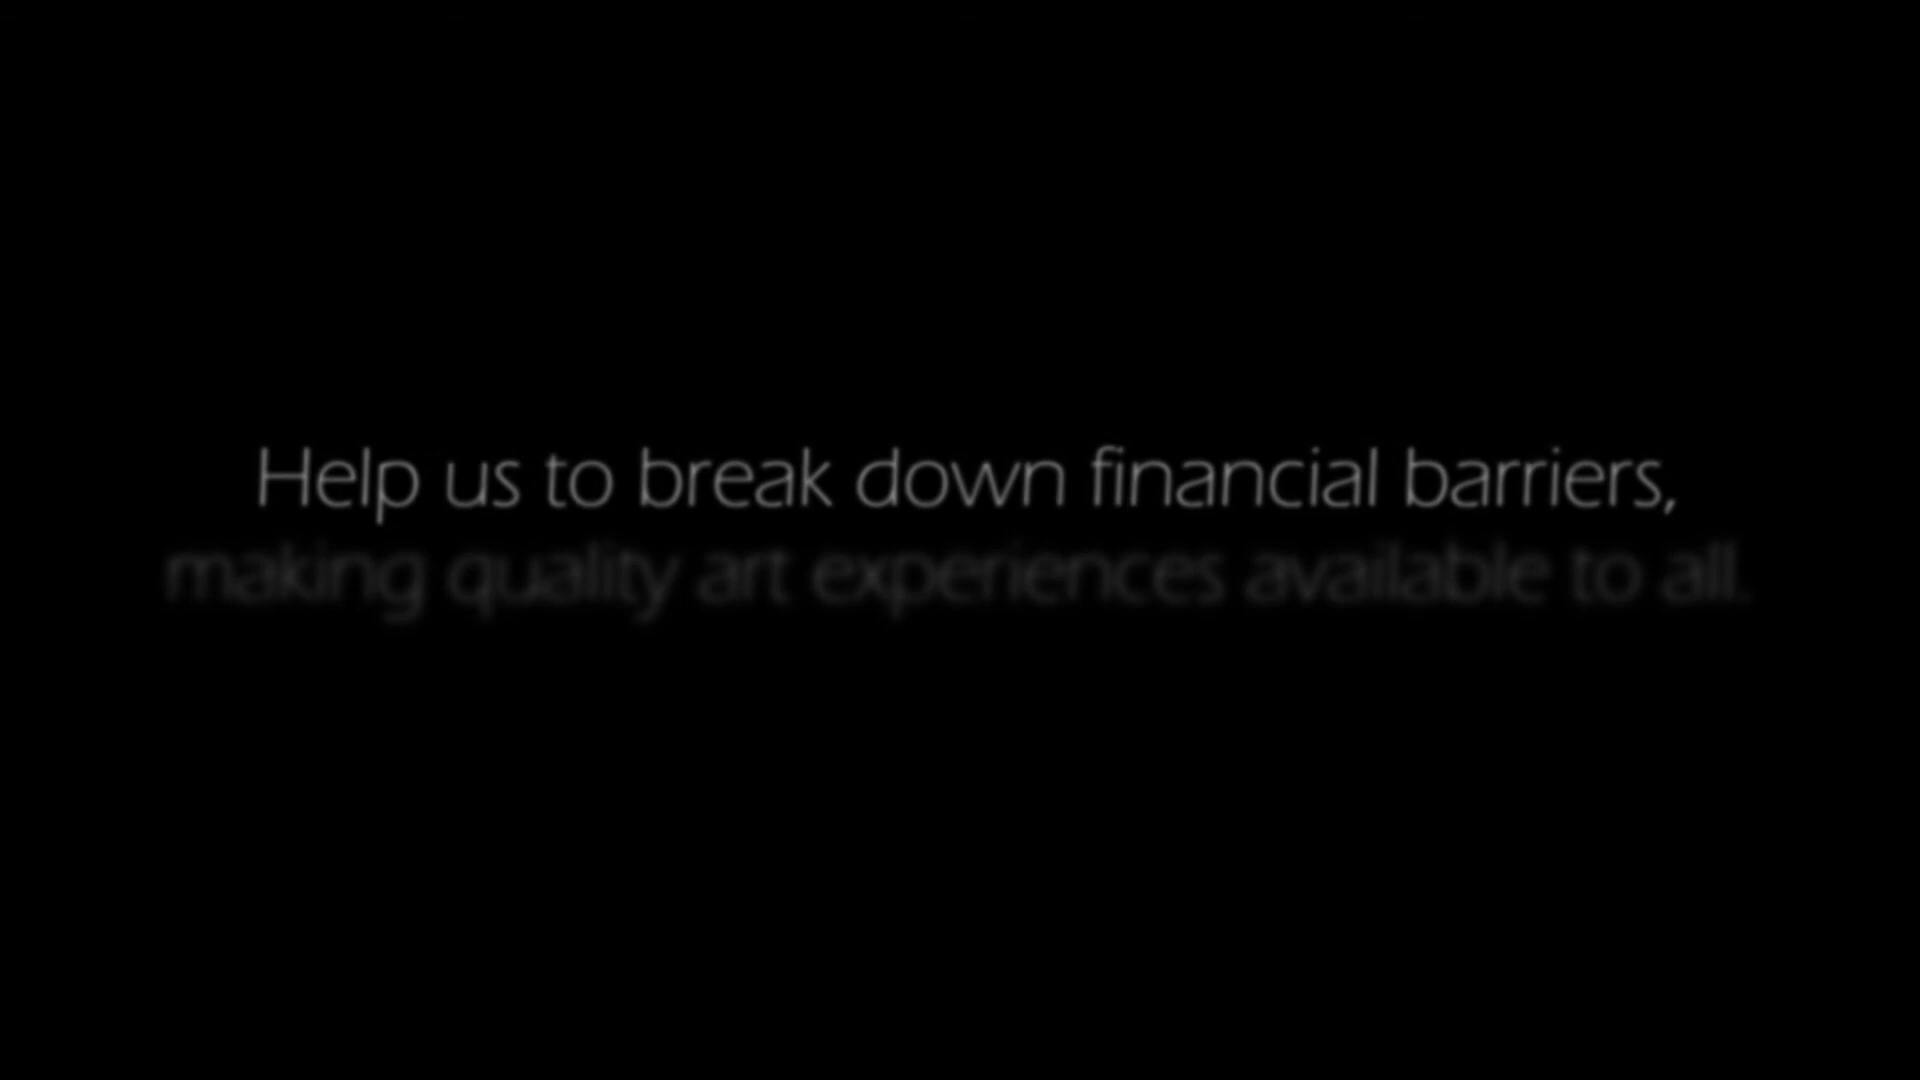 Help us to break down financial barriers,
making quality art experiences available to all.